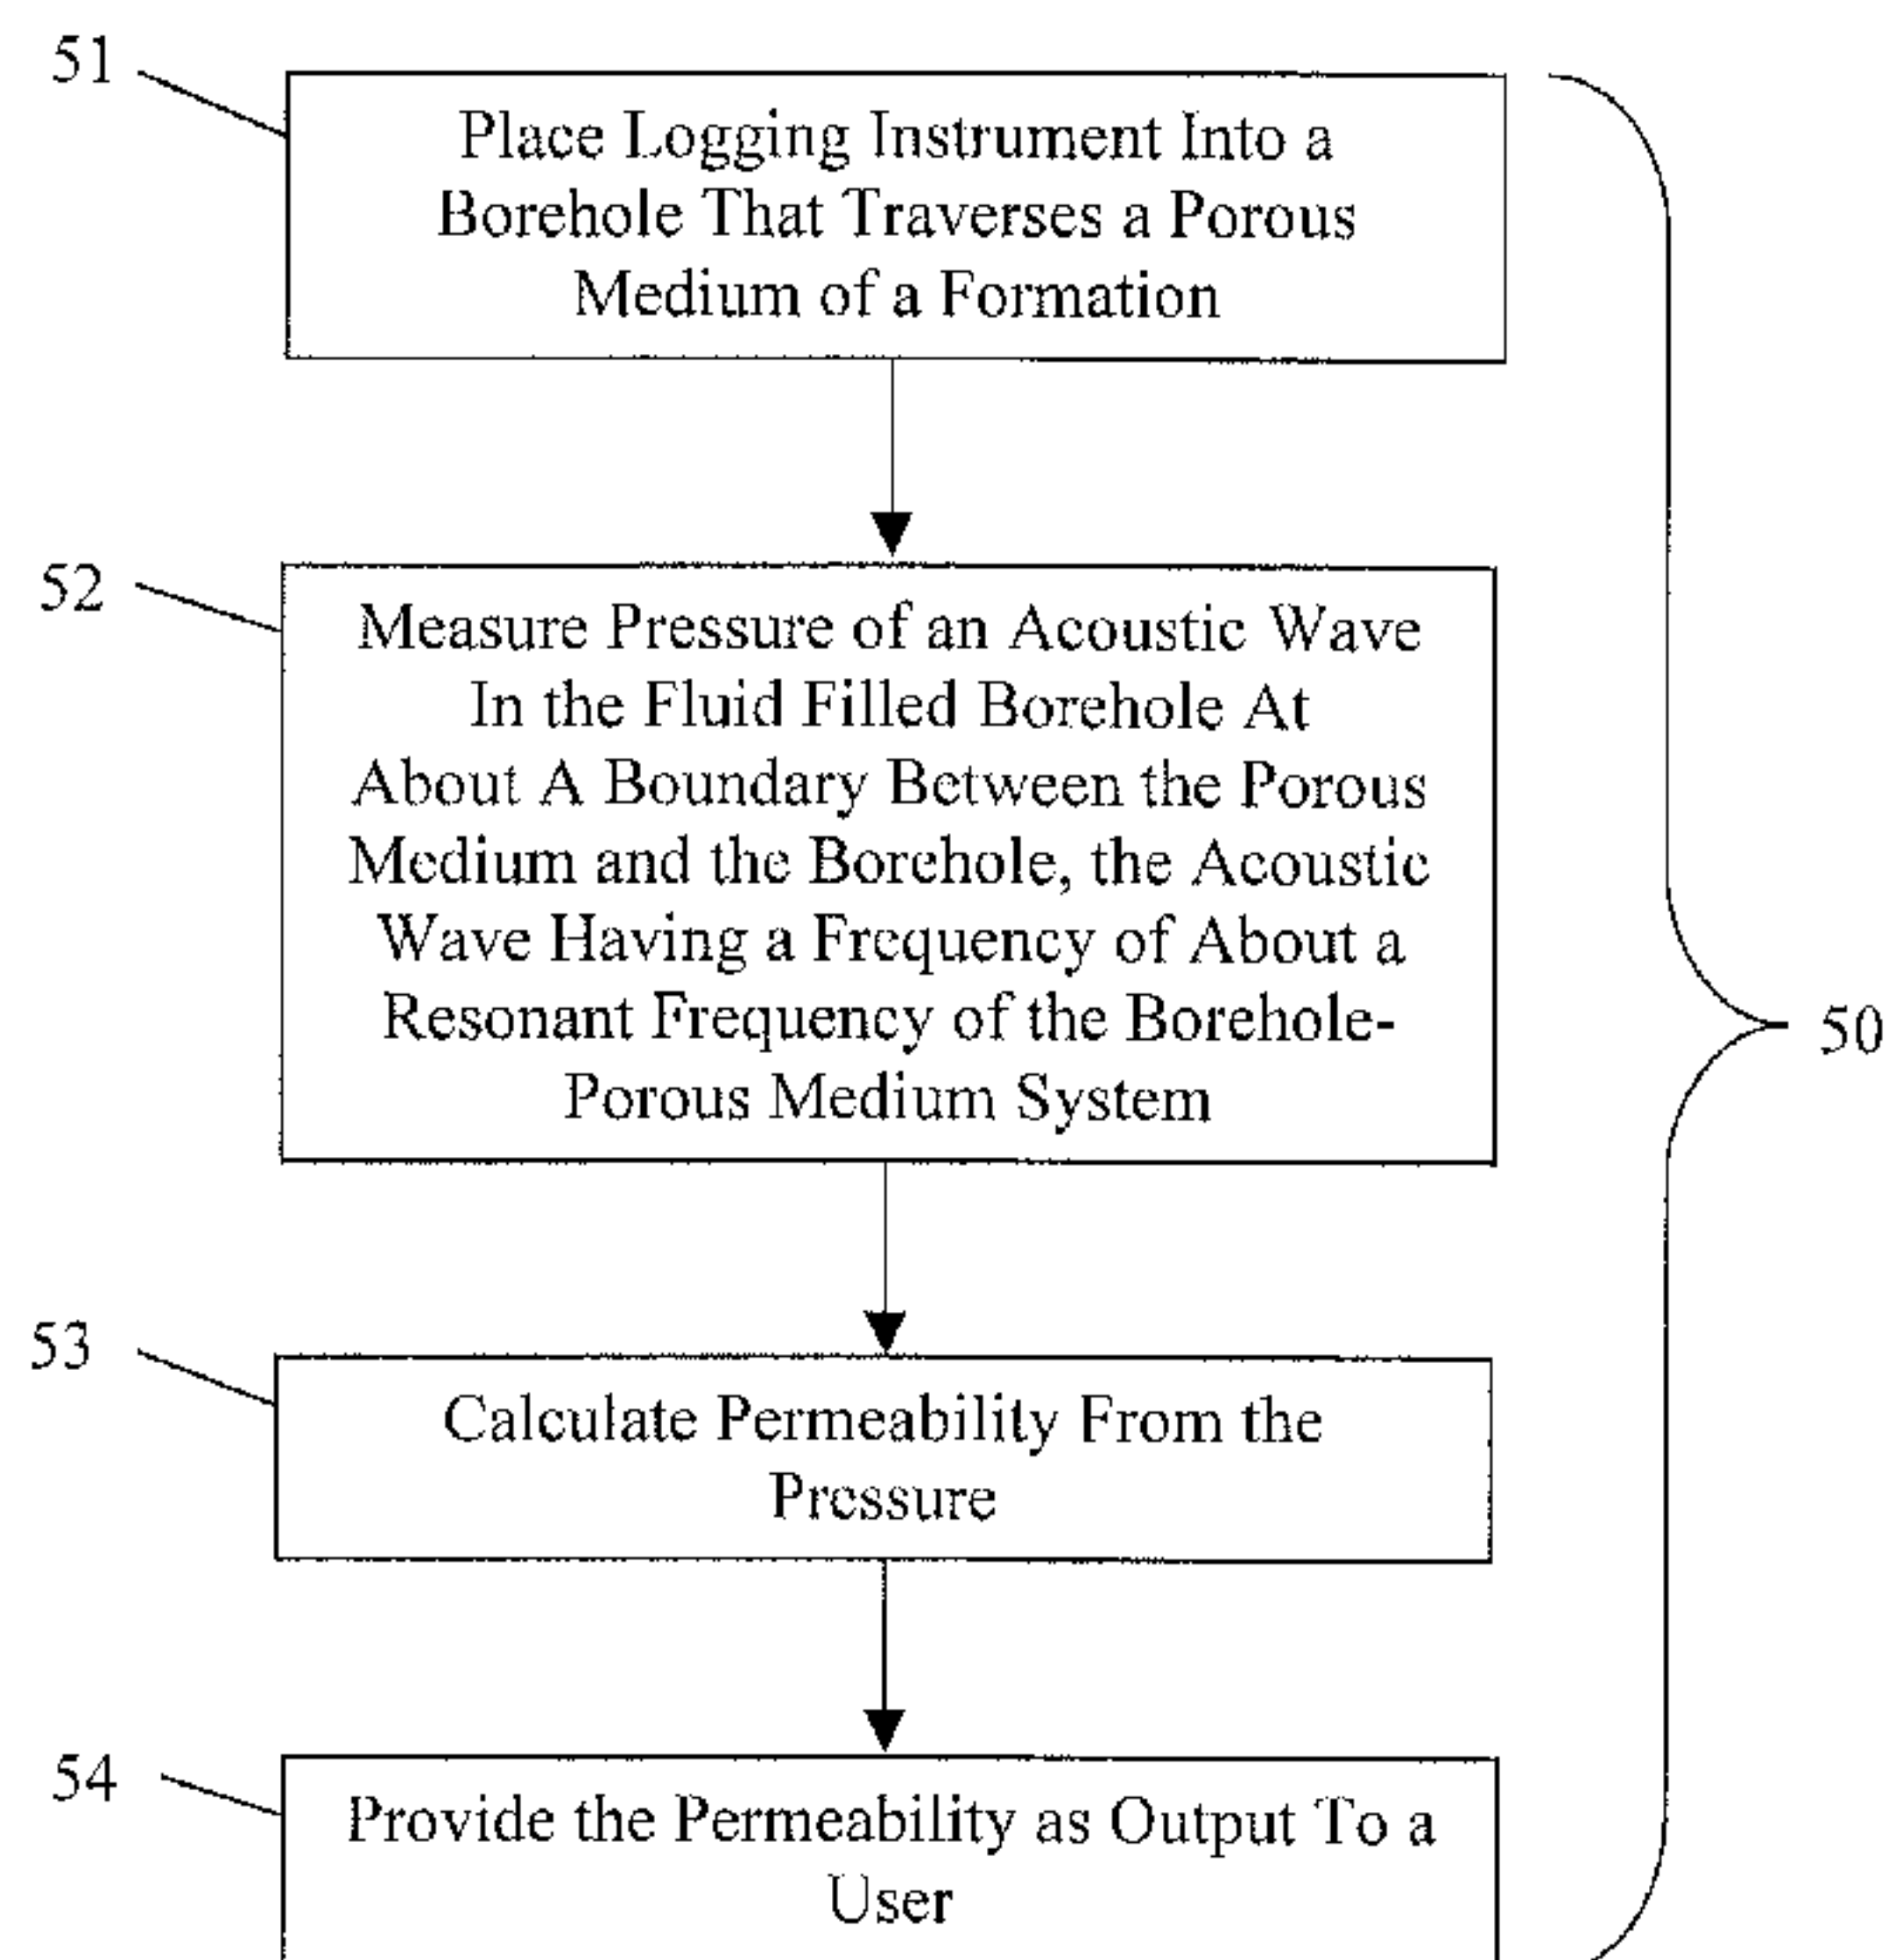 51
Place Logging Instrument Into a
Borehole That Traverses a Porous
Medium of a Formation
52
Measure Pressure of an Acoustic Wave
In the Fluid Filled Borehole At
About A Boundary Between the Porous
Medium and the Borehole, the Acoustic
Wave Having a Frequency of About a
Resonant Frequency of the Borehole-
Porous Medium System
50
53
Calculate Permeability From the
Pressure
54
Provide the Permeability as Output To a
User